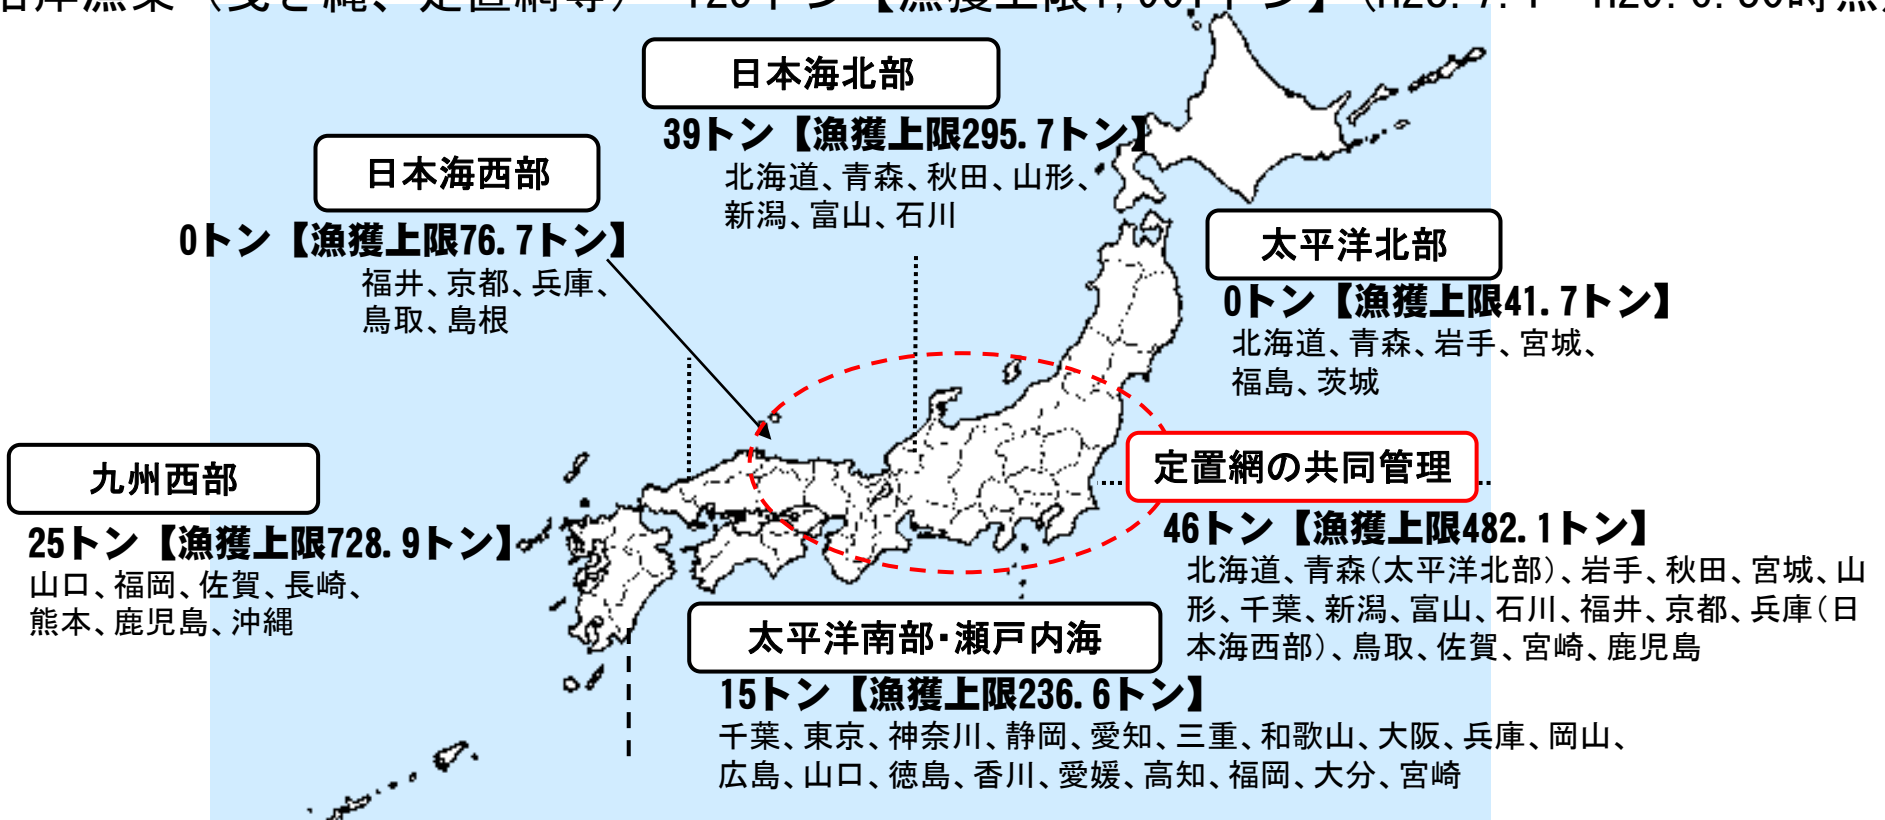 日本海北部
39トン【漁獲上限295.7トン】
北海道、青森、秋田、山形、
新潟、富山、石川
日本海西部
0トン【漁獲上限76.7トン】
福井、京都、兵庫、
鳥取、島根
太平洋北部
0トン【漁獲上限41.7トン】
北海道、青森、岩手、宮城、
福島、茨城
九州西部
25トン【漁獲上限728.9トン】
山口、福岡、佐賀、長崎、
熊本、鹿児島、沖縄
定置網の共同管理
46トン【漁獲上限482.1トン】
北海道、青森(太平洋北部)、岩手、秋田、宮城、山
形、千葉、新潟、富山、石川、福井、京都、兵庫(日
本海西部)、鳥取、佐賀、宮崎、鹿児島
太平洋南部・瀬戸内海
15トン【漁獲上限236.6トン】
千葉、東京、神奈川、静岡、愛知、三重、和歌山、大阪、兵庫、岡山、
広島、山口、徳島、香川、愛媛、高知、福岡、大分、宮崎